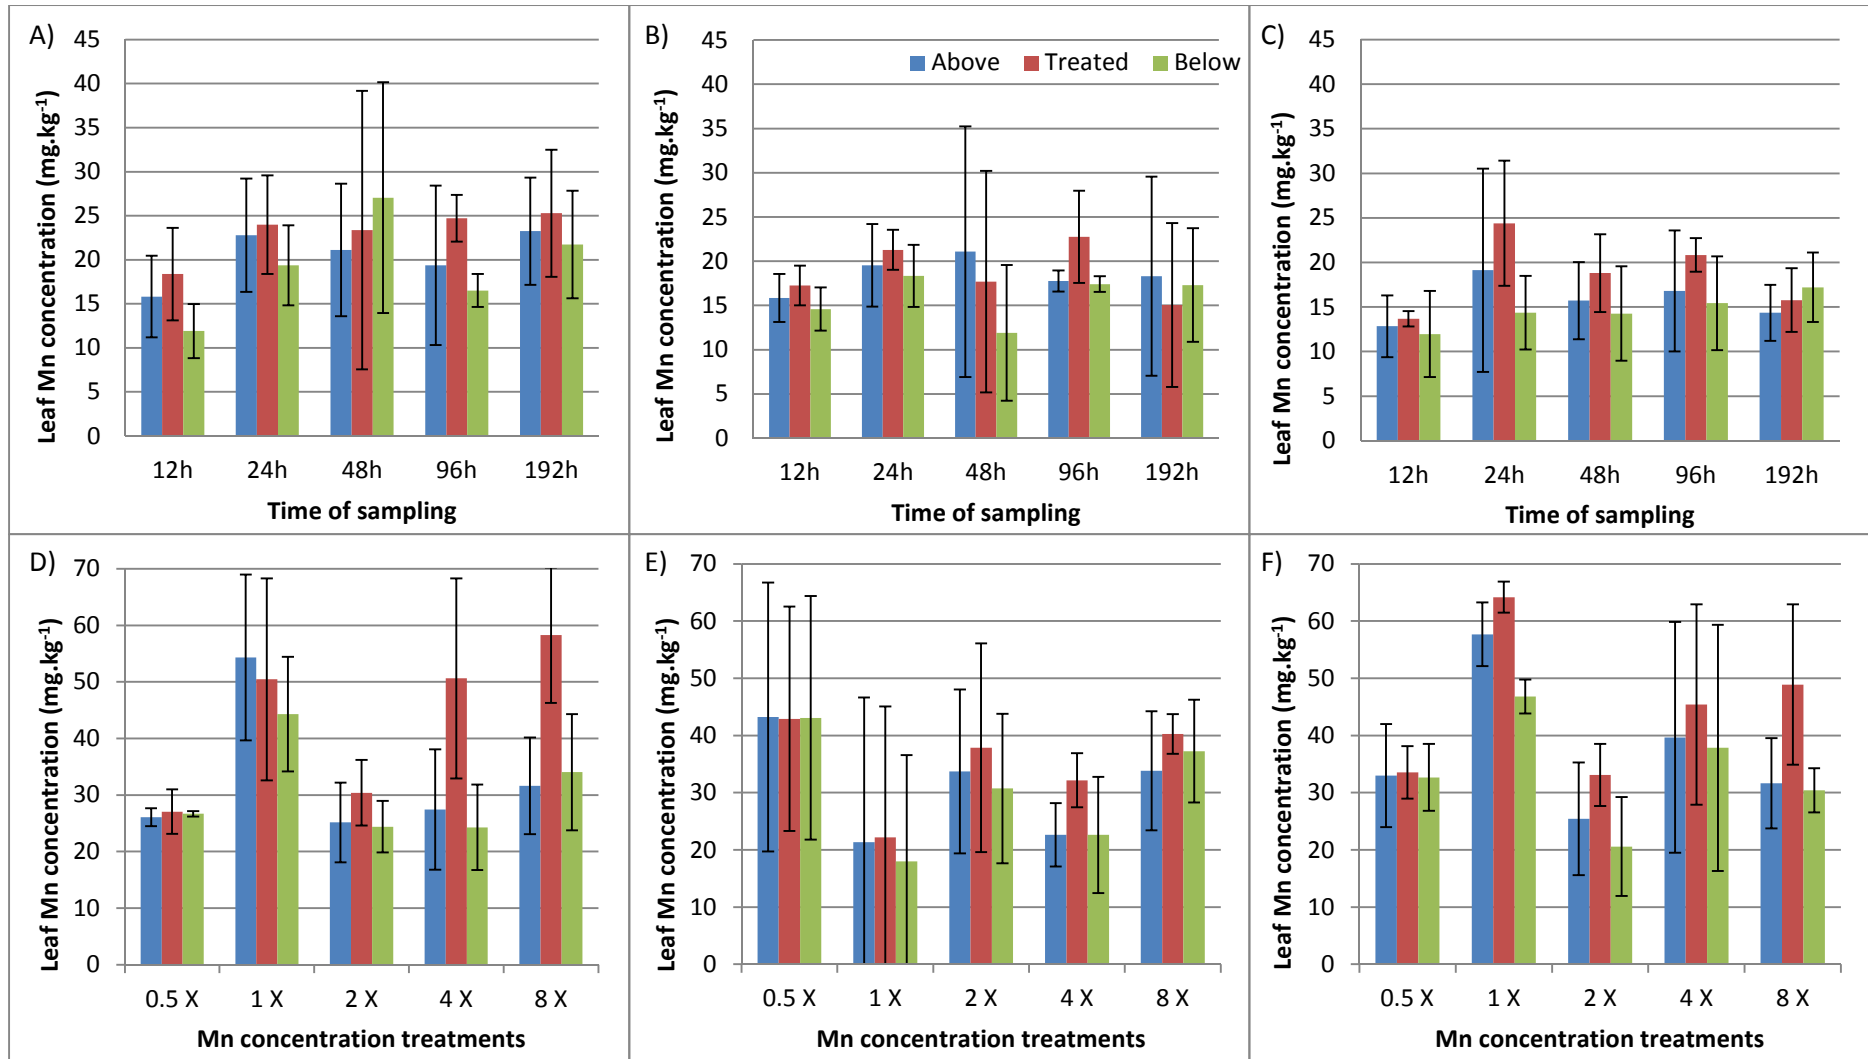 A)
Leaf Mn concentration (mg.kg⁻¹)
45
40
35
30
25
20
15
10
5
0
12h 24h 48h 96h 192h
Time of sampling
B)
Above Treated Below
Leaf Mn concentration (mg.kg⁻¹)
45
40
35
30
25
20
15
10
5
0
12h 24h 48h 96h 192h
Time of sampling
C)
Leaf Mn concentration (mg.kg⁻¹)
45
40
35
30
25
20
15
10
5
0
12h 24h 48h 96h 192h
Time of sampling
D)
Leaf Mn concentration (mg.kg⁻¹)
70
60
50
40
30
20
10
0
0.5 X 1 X 2 X 4 X 8 X
Mn concentration treatments
E)
Leaf Mn concentration (mg.kg⁻¹)
70
60
50
40
30
20
10
0
0.5 X 1 X 2 X 4 X 8 X
Mn concentration treatments
F)
Leaf Mn concentration (mg.kg⁻¹)
70
60
50
40
30
20
10
0
0.5 X 1 X 2 X 4 X 8 X
Mn concentration treatments